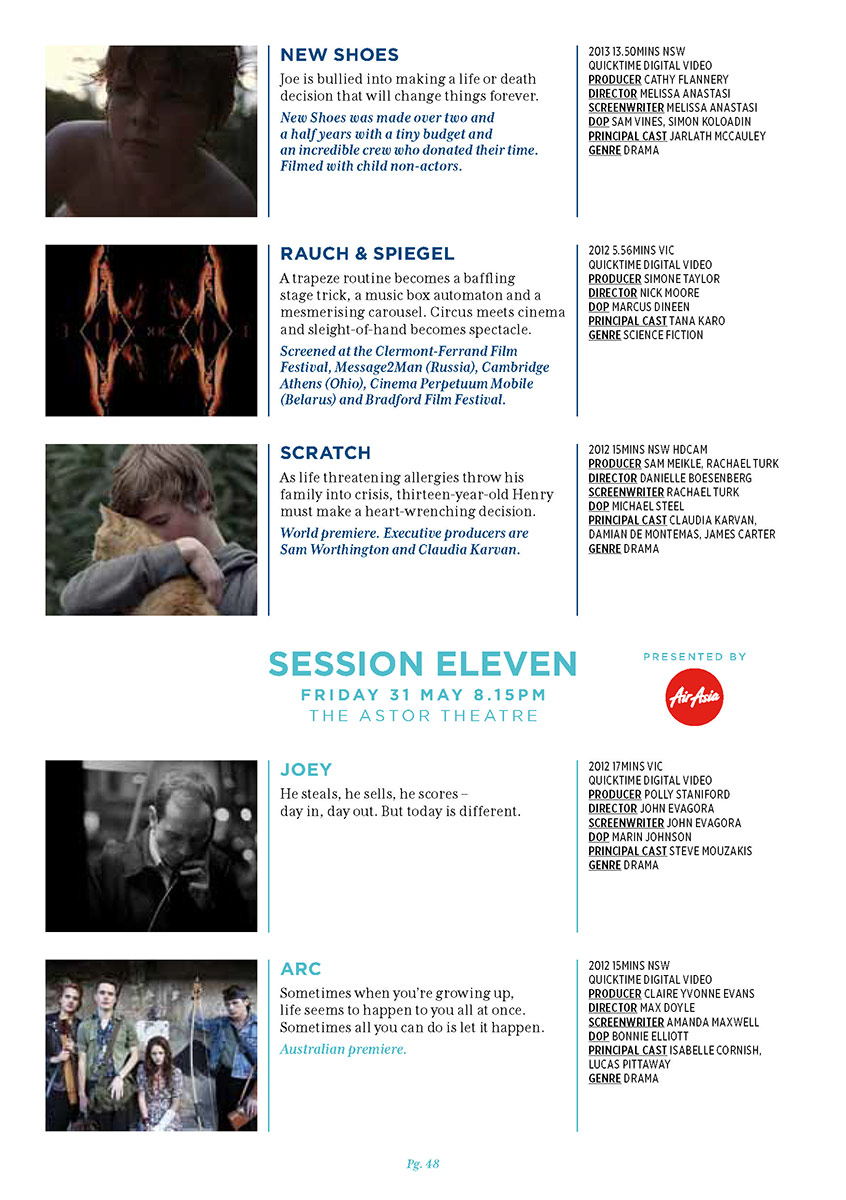 NEW SHOES
Joe is bullied into making a life or death
decision that will change things forever.
New Shoes was made over two and
a half years with a tiny budget and
an incredible crew who donated their time.
Filmed with child non-actors.
2013 13.50MINS NSW
QUICKTIME DIGITAL VIDEO
PRODUCER CATHY FLANNERY
DIRECTOR MELISSA ANASTASI
SCREENWRITER MELISSA ANASTASI
DOP SAM VINES, SIMON KOLOADIN
PRINCIPAL CAST JARLATH MCCAULEY
GENRE DRAMA
RAUCH & SPIEGEL
A trapeze routine becomes a baffling
stage trick, a music box automaton and a
mesmerising carousel. Circus meets cinema
and sleight-of-hand becomes spectacle.
Screened at the Clermont-Ferrand Film
Festival, Message2Man (Russia), Cambridge
Athens (Ohio), Cinema Perpetuum Mobile
(Belarus) and Bradford Film Festival.
2012 5.56MINS VIC
QUICKTIME DIGITAL VIDEO
PRODUCER SIMONE TAYLOR
DIRECTOR NICK MOORE
DOP MARCUS DINEEN
PRINCIPAL CAST TANA KARO
GENRE SCIENCE FICTION
SCRATCH
As life threatening allergies throw his
family into crisis, thirteen-year-old Henry
must make a heart-wrenching decision.
World premiere. Executive producers are
Sam Worthington and Claudia Karvan.
2012 15MINS NSW HDCAM
PRODUCER SAM MEIKLE, RACHAEL TURK
DIRECTOR DANIELLE BOESENBERG
SCREENWRITER RACHAEL TURK
DOP MICHAEL STEEL
PRINCIPAL CAST CLAUDIA KARVAN,
DAMIAN DE MONTEMAS, JAMES CARTER
GENRE DRAMA
SESSION ELEVEN
FRIDAY 31 MAY 8.15PM
THE ASTOR THEATRE
PRESENTED BY
AirAsia
JOEY
He steals, he sells, he scores –
day in, day out. But today is different.
2012 17MINS VIC
QUICKTIME DIGITAL VIDEO
PRODUCER POLLY STANIFORD
DIRECTOR JOHN EVAGORA
SCREENWRITER JOHN EVAGORA
DOP MARIN JOHNSON
PRINCIPAL CAST STEVE MOUZAKIS
GENRE DRAMA
ARC
Sometimes when you're growing up,
life seems to happen to you all at once.
Sometimes all you can do is let it happen.
Australian premiere.
2012 15MINS NSW
QUICKTIME DIGITAL VIDEO
PRODUCER CLAIRE YVONNE EVANS
DIRECTOR MAX DOYLE
SCREENWRITER AMANDA MAXWELL
DOP BONNIE ELLIOTT
PRINCIPAL CAST ISABELLE CORNISH,
LUCAS PITTAWAY
GENRE DRAMA
Pg. 48